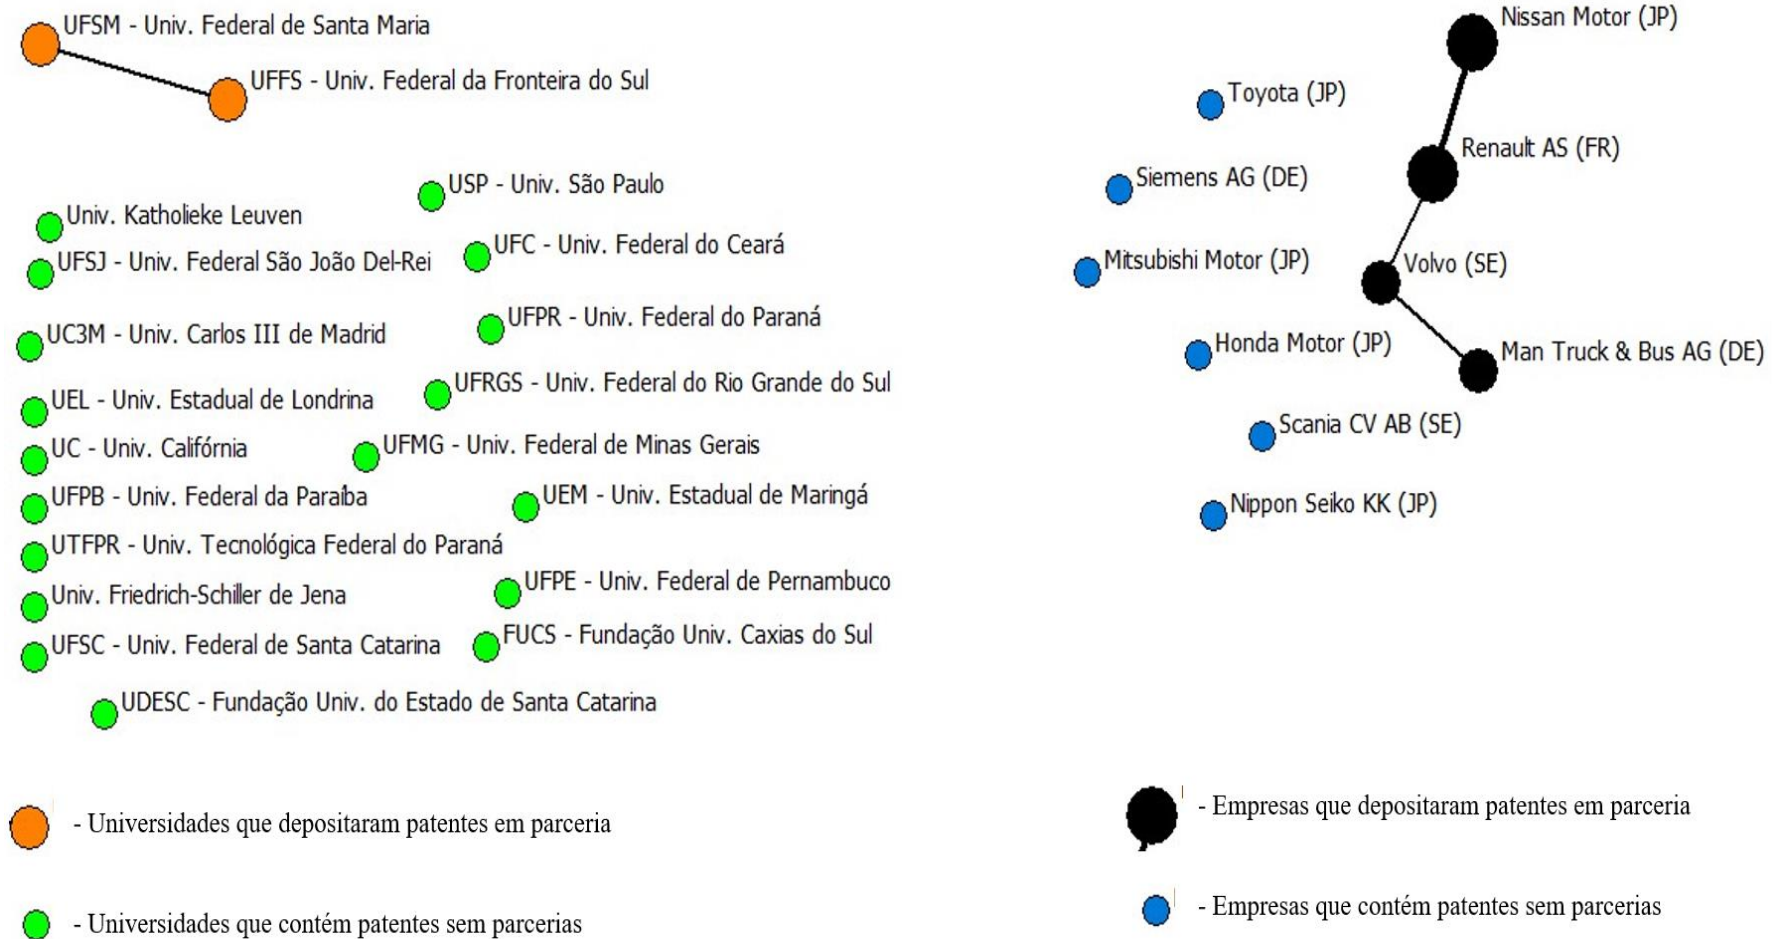 UFSM - Univ. Federal de Santa Maria
UFFS - Univ. Federal da Fronteira do Sul
USP - Univ. São Paulo
Univ. Katholieke Leuven
UFC - Univ. Federal do Ceará
UFSJ - Univ. Federal São João Del-Rei
UFPR - Univ. Federal do Paraná
UC3M - Univ. Carlos III de Madrid
UFRGS - Univ. Federal do Rio Grande do Sul
UEL - Univ. Estadual de Londrina
UC - Univ. Califórnia
UFMG - Univ. Federal de Minas Gerais
UFPB - Univ. Federal da Paraíba
UEM - Univ. Estadual de Maringá
UTFPR - Univ. Tecnológica Federal do Paraná
UFPE - Univ. Federal de Pernambuco
Univ. Friedrich-Schiller de Jena
FUCS - Fundação Univ. Caxias do Sul
UFSC - Univ. Federal de Santa Catarina
UDESC - Fundação Univ. do Estado de Santa Catarina
- Universidades que depositaram patentes em parceria
- Universidades que contém patentes sem parcerias
Nissan Motor (JP)
Toyota (JP)
Renault AS (FR)
Siemens AG (DE)
Mitsubishi Motor (JP)
Volvo (SE)
Honda Motor (JP)
Man Truck & Bus AG (DE)
Scania CV AB (SE)
Nippon Seiko KK (JP)
- Empresas que depositaram patentes em parceria
- Empresas que contém patentes sem parcerias